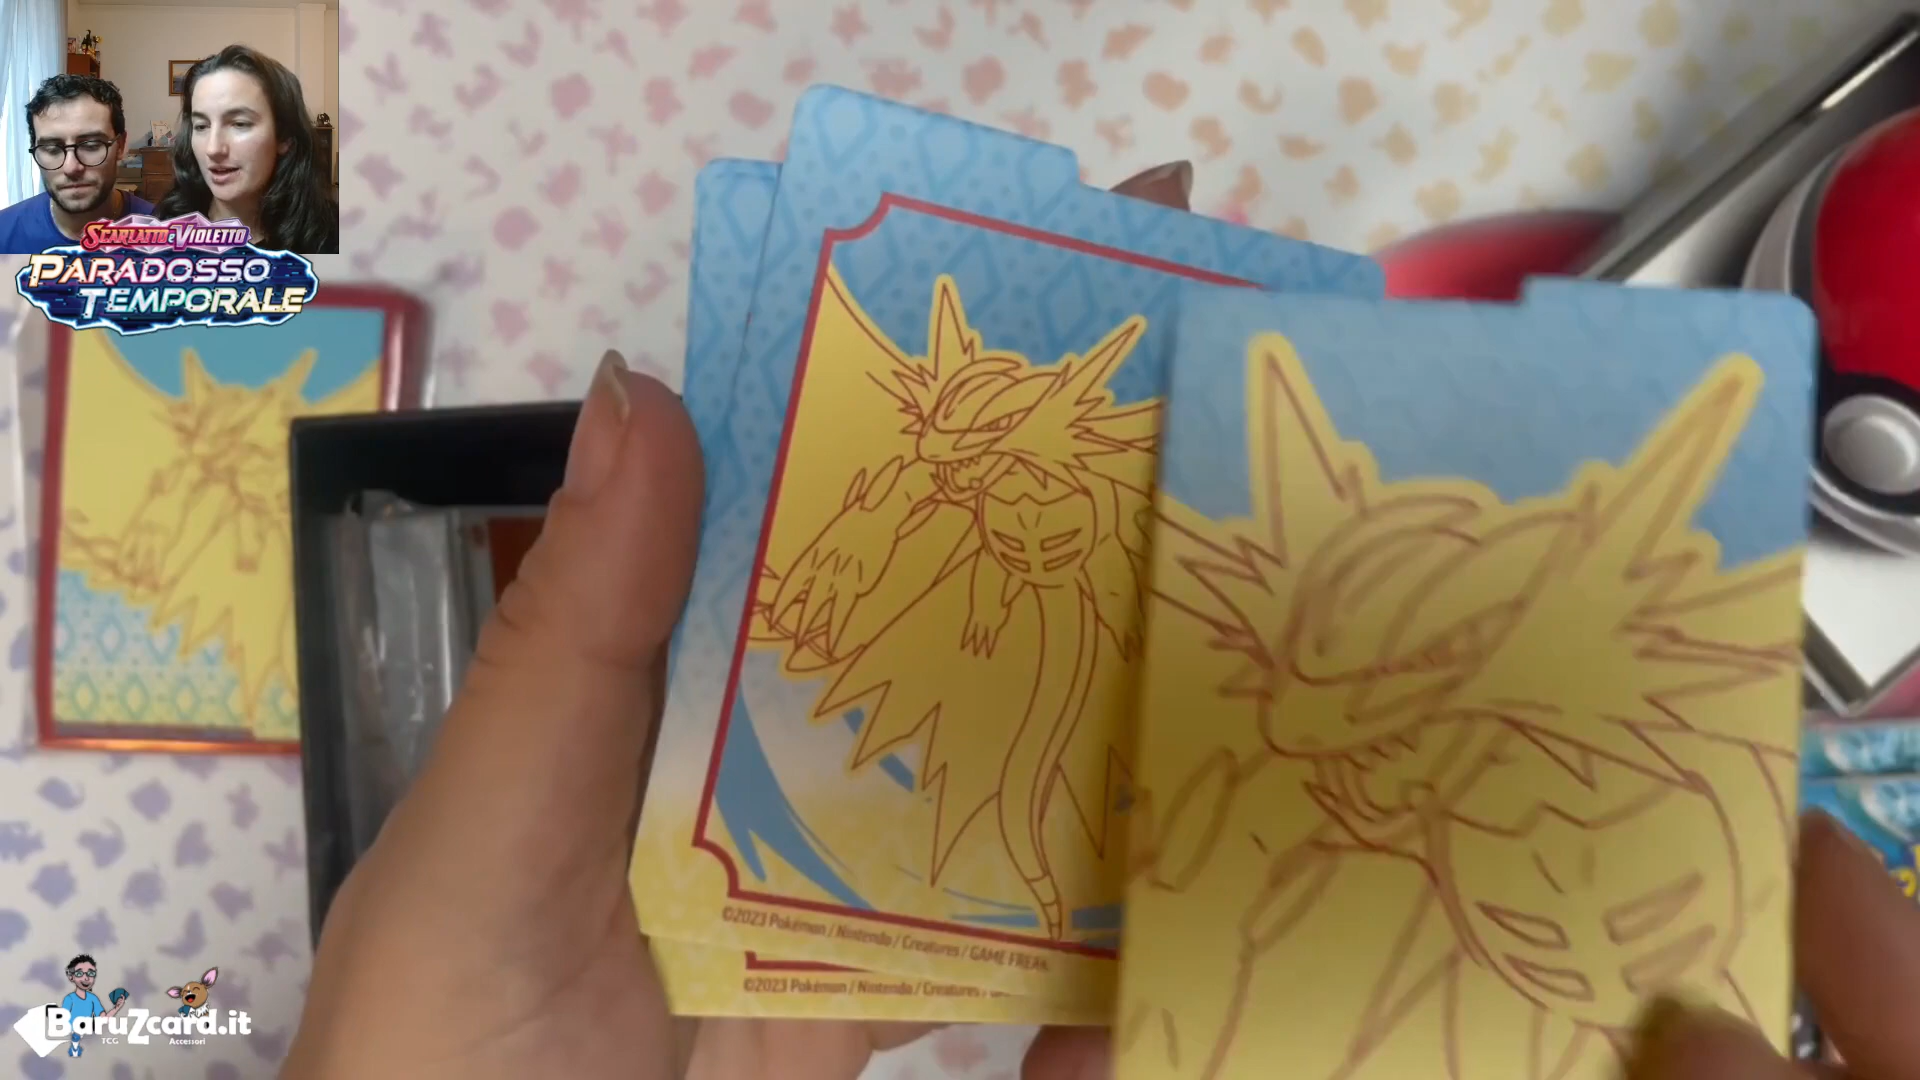 SCARLATTO E VIOLETTO
PARADOSSO
TEMPORALE
©2023 Pokémon / Nintendo / Creatures / GAME FREAK
©2023 Pokémon / Nintendo / Creatures
BaruZcard.it
TCG
Accessori